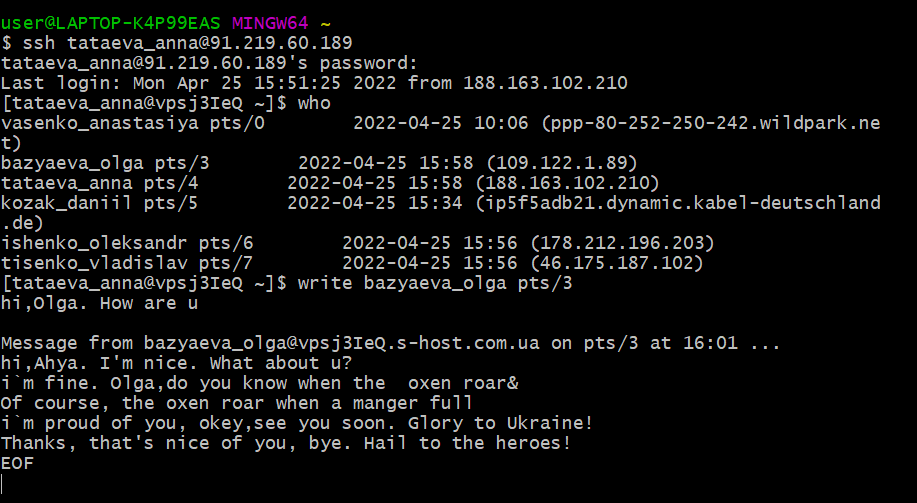 user@LAPTOP-K4P99EAS MINGW64 ~
$ ssh tataeva_anna@91.219.60.189
tataeva_anna@91.219.60.189's password:
Last login: Mon Apr 25 15:51:25 2022 from 188.163.102.210
[tataeva_anna@vpsj3IeQ ~]$ who
vasenko_anastasiya pts/0        2022-04-25 10:06 (ppp-80-252-250-242.wildpark.ne
t)
bazyaeva_olga pts/3        2022-04-25 15:58 (109.122.1.89)
tataeva_anna pts/4        2022-04-25 15:58 (188.163.102.210)
kozak_daniil pts/5        2022-04-25 15:34 (ip5f5adb21.dynamic.kabel-deutschland
.de)
ishenko_oleksandr pts/6        2022-04-25 15:56 (178.212.196.203)
tisenko_vladislav pts/7        2022-04-25 15:56 (46.175.187.102)
[tataeva_anna@vpsj3IeQ ~]$ write bazyaeva_olga pts/3
hi,Olga. How are u
Message from bazyaeva_olga@vpsj3IeQ.s-host.com.ua on pts/3 at 16:01 ...
hi,Ahya. I'm nice. What about u?
i`m fine. Olga,do you know when the  oxen roar&
Of course, the oxen roar when a manger full
i`m proud of you, okey,see you soon. Glory to Ukraine!
Thanks, that's nice of you, bye. Hail to the heroes!
EOF